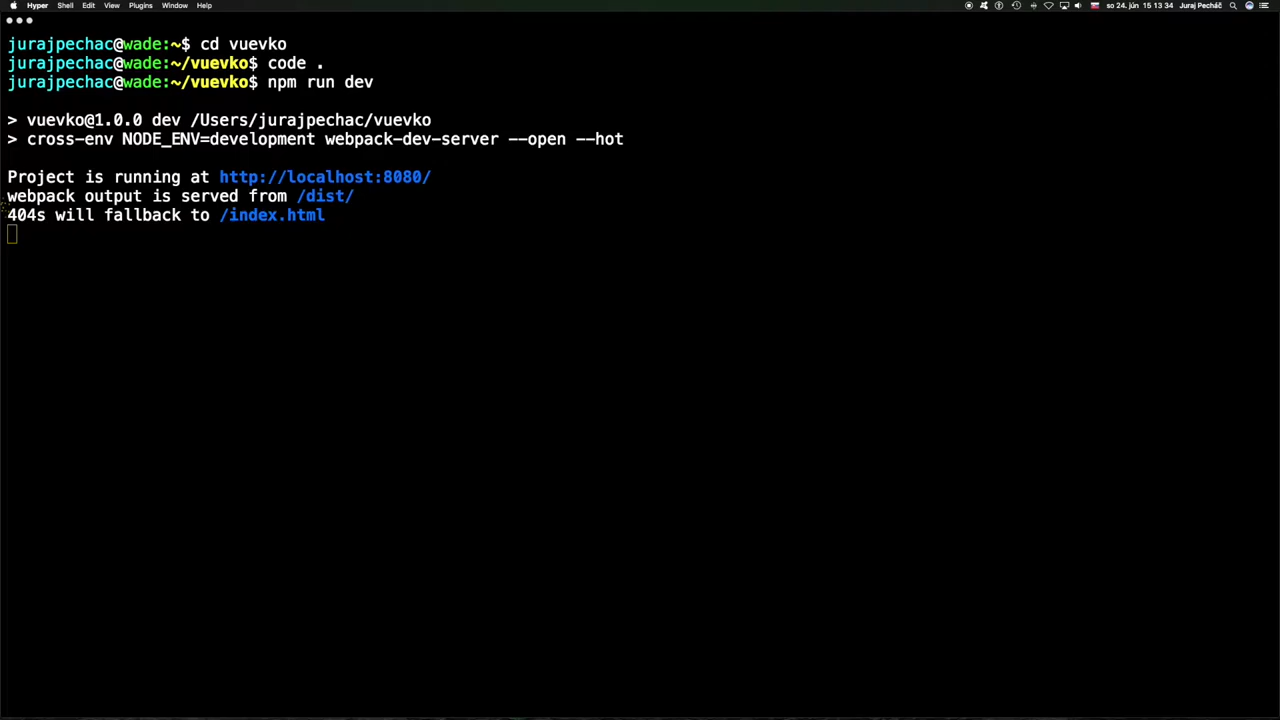 Hyper Shell Edit View Plugins Window Help so 24. jún 15 13 34 Juraj Pecháč
jurajpechac@wade:~$ cd vuevko
jurajpechac@wade:~/vuevko$ code .
jurajpechac@wade:~/vuevko$ npm run dev
> vuevko@1.0.0 dev /Users/jurajpechac/vuevko
> cross-env NODE_ENV=development webpack-dev-server --open --hot
Project is running at http://localhost:8080/
webpack output is served from /dist/
404s will fallback to /index.html